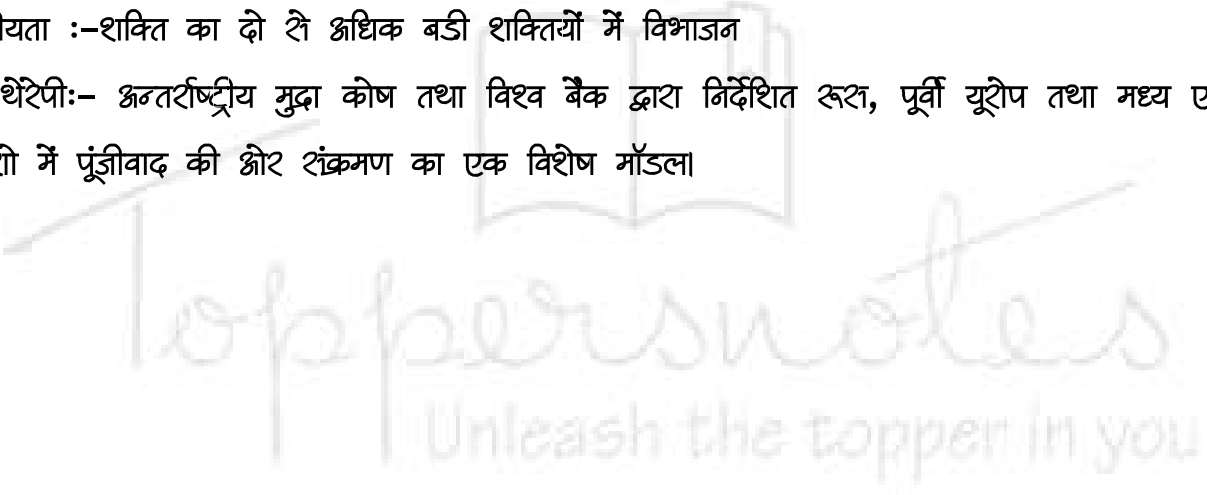 यता :–शक्ति का दो से अधिक बडी शक्तियों में विभाजन
थेरेपीः– अन्तर्राष्ट्रीय मुद्रा कोष तथा विश्व बैंक द्वारा निर्देशित रूस, पूर्वी यूरोप तथा मध्य ए
में पूंजीवाद की ओर संक्रमण का एक विशेष मॉडल।
Toppersnotes
Unleash the topper in you